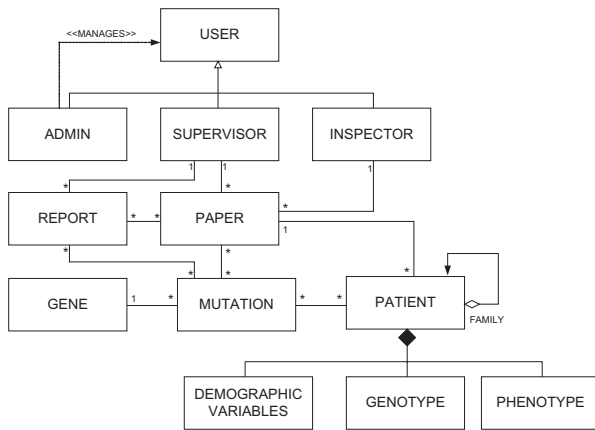 <<MANAGES>>
USER
ADMIN
SUPERVISOR
INSPECTOR
1
1
1
*
*
*
REPORT
*
*
PAPER
1
*
*
*
*
*
GENE
1
*
MUTATION
*
*
PATIENT
FAMILY
DEMOGRAPHIC
VARIABLES
GENOTYPE
PHENOTYPE